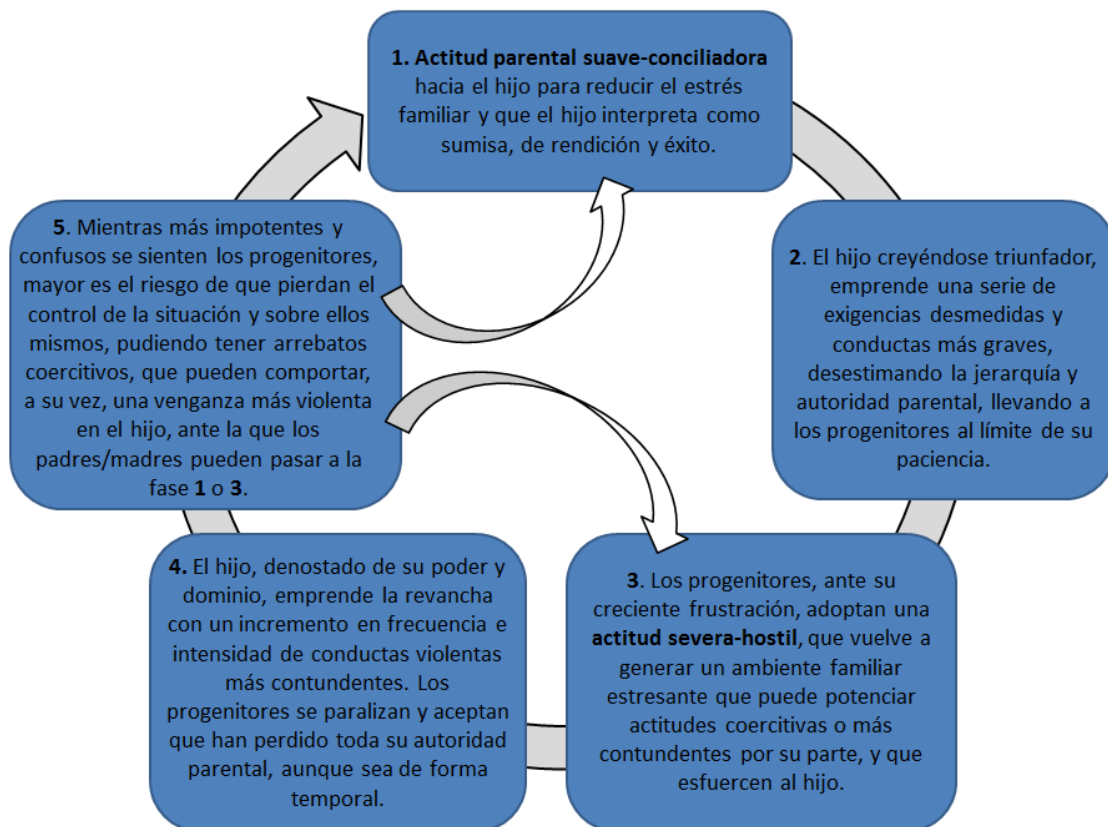 1. Actitud parental suave-conciliadora
hacia el hijo para reducir el estrés
familiar y que el hijo interpreta como
sumisa, de rendición y éxito.
2. El hijo creyéndose triunfador,
emprende una serie de
exigencias desmedidas y
conductas más graves,
desestimando la jerarquía y
autoridad parental, llevando a
los progenitores al límite de su
paciencia.
3. Los progenitores, ante su
creciente frustración, adoptan una
actitud severa-hostil, que vuelve a
generar un ambiente familiar
estresante que puede potenciar
actitudes coercitivas o más
contundentes por su parte, y que
esfuercen al hijo.
4. El hijo, denostado de su poder y
dominio, emprende la revancha
con un incremento en frecuencia e
intensidad de conductas violentas
más contundentes. Los
progenitores se paralizan y aceptan
que han perdido toda su autoridad
parental, aunque sea de forma
temporal.
5. Mientras más impotentes y
confusos se sienten los progenitores,
mayor es el riesgo de que pierdan el
control de la situación y sobre ellos
mismos, pudiendo tener arrebatos
coercitivos, que pueden comportar,
a su vez, una venganza más violenta
en el hijo, ante la que los
padres/madres pueden pasar a la
fase 1 o 3.